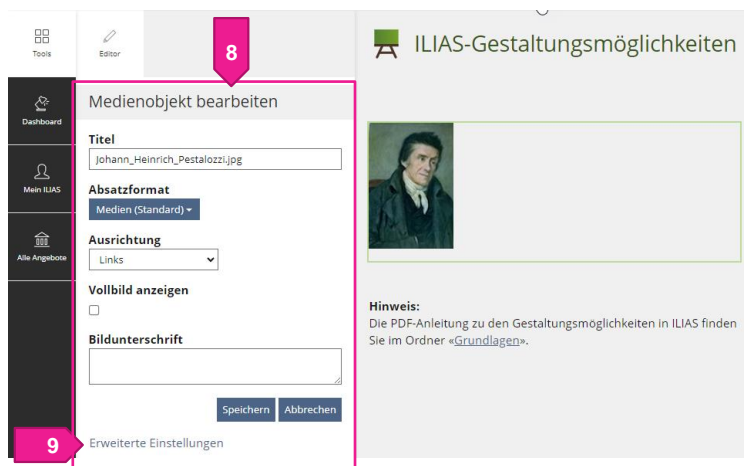 Tools
Editor
8
ILIAS-Gestaltungsmöglichkeiten
Dashboard
Mein ILIAS
Alle Angebote
Medienobjekt bearbeiten
Titel
Johann_Heinrich_Pestalozzi.jpg
Absatzformat
Medien (Standard)
Ausrichtung
Links
Vollbild anzeigen
Bildunterschrift
Speichern Abbrechen
9
Erweiterte Einstellungen
Hinweis:
Die PDF-Anleitung zu den Gestaltungsmöglichkeiten in ILIAS finden
Sie im Ordner «Grundlagen».